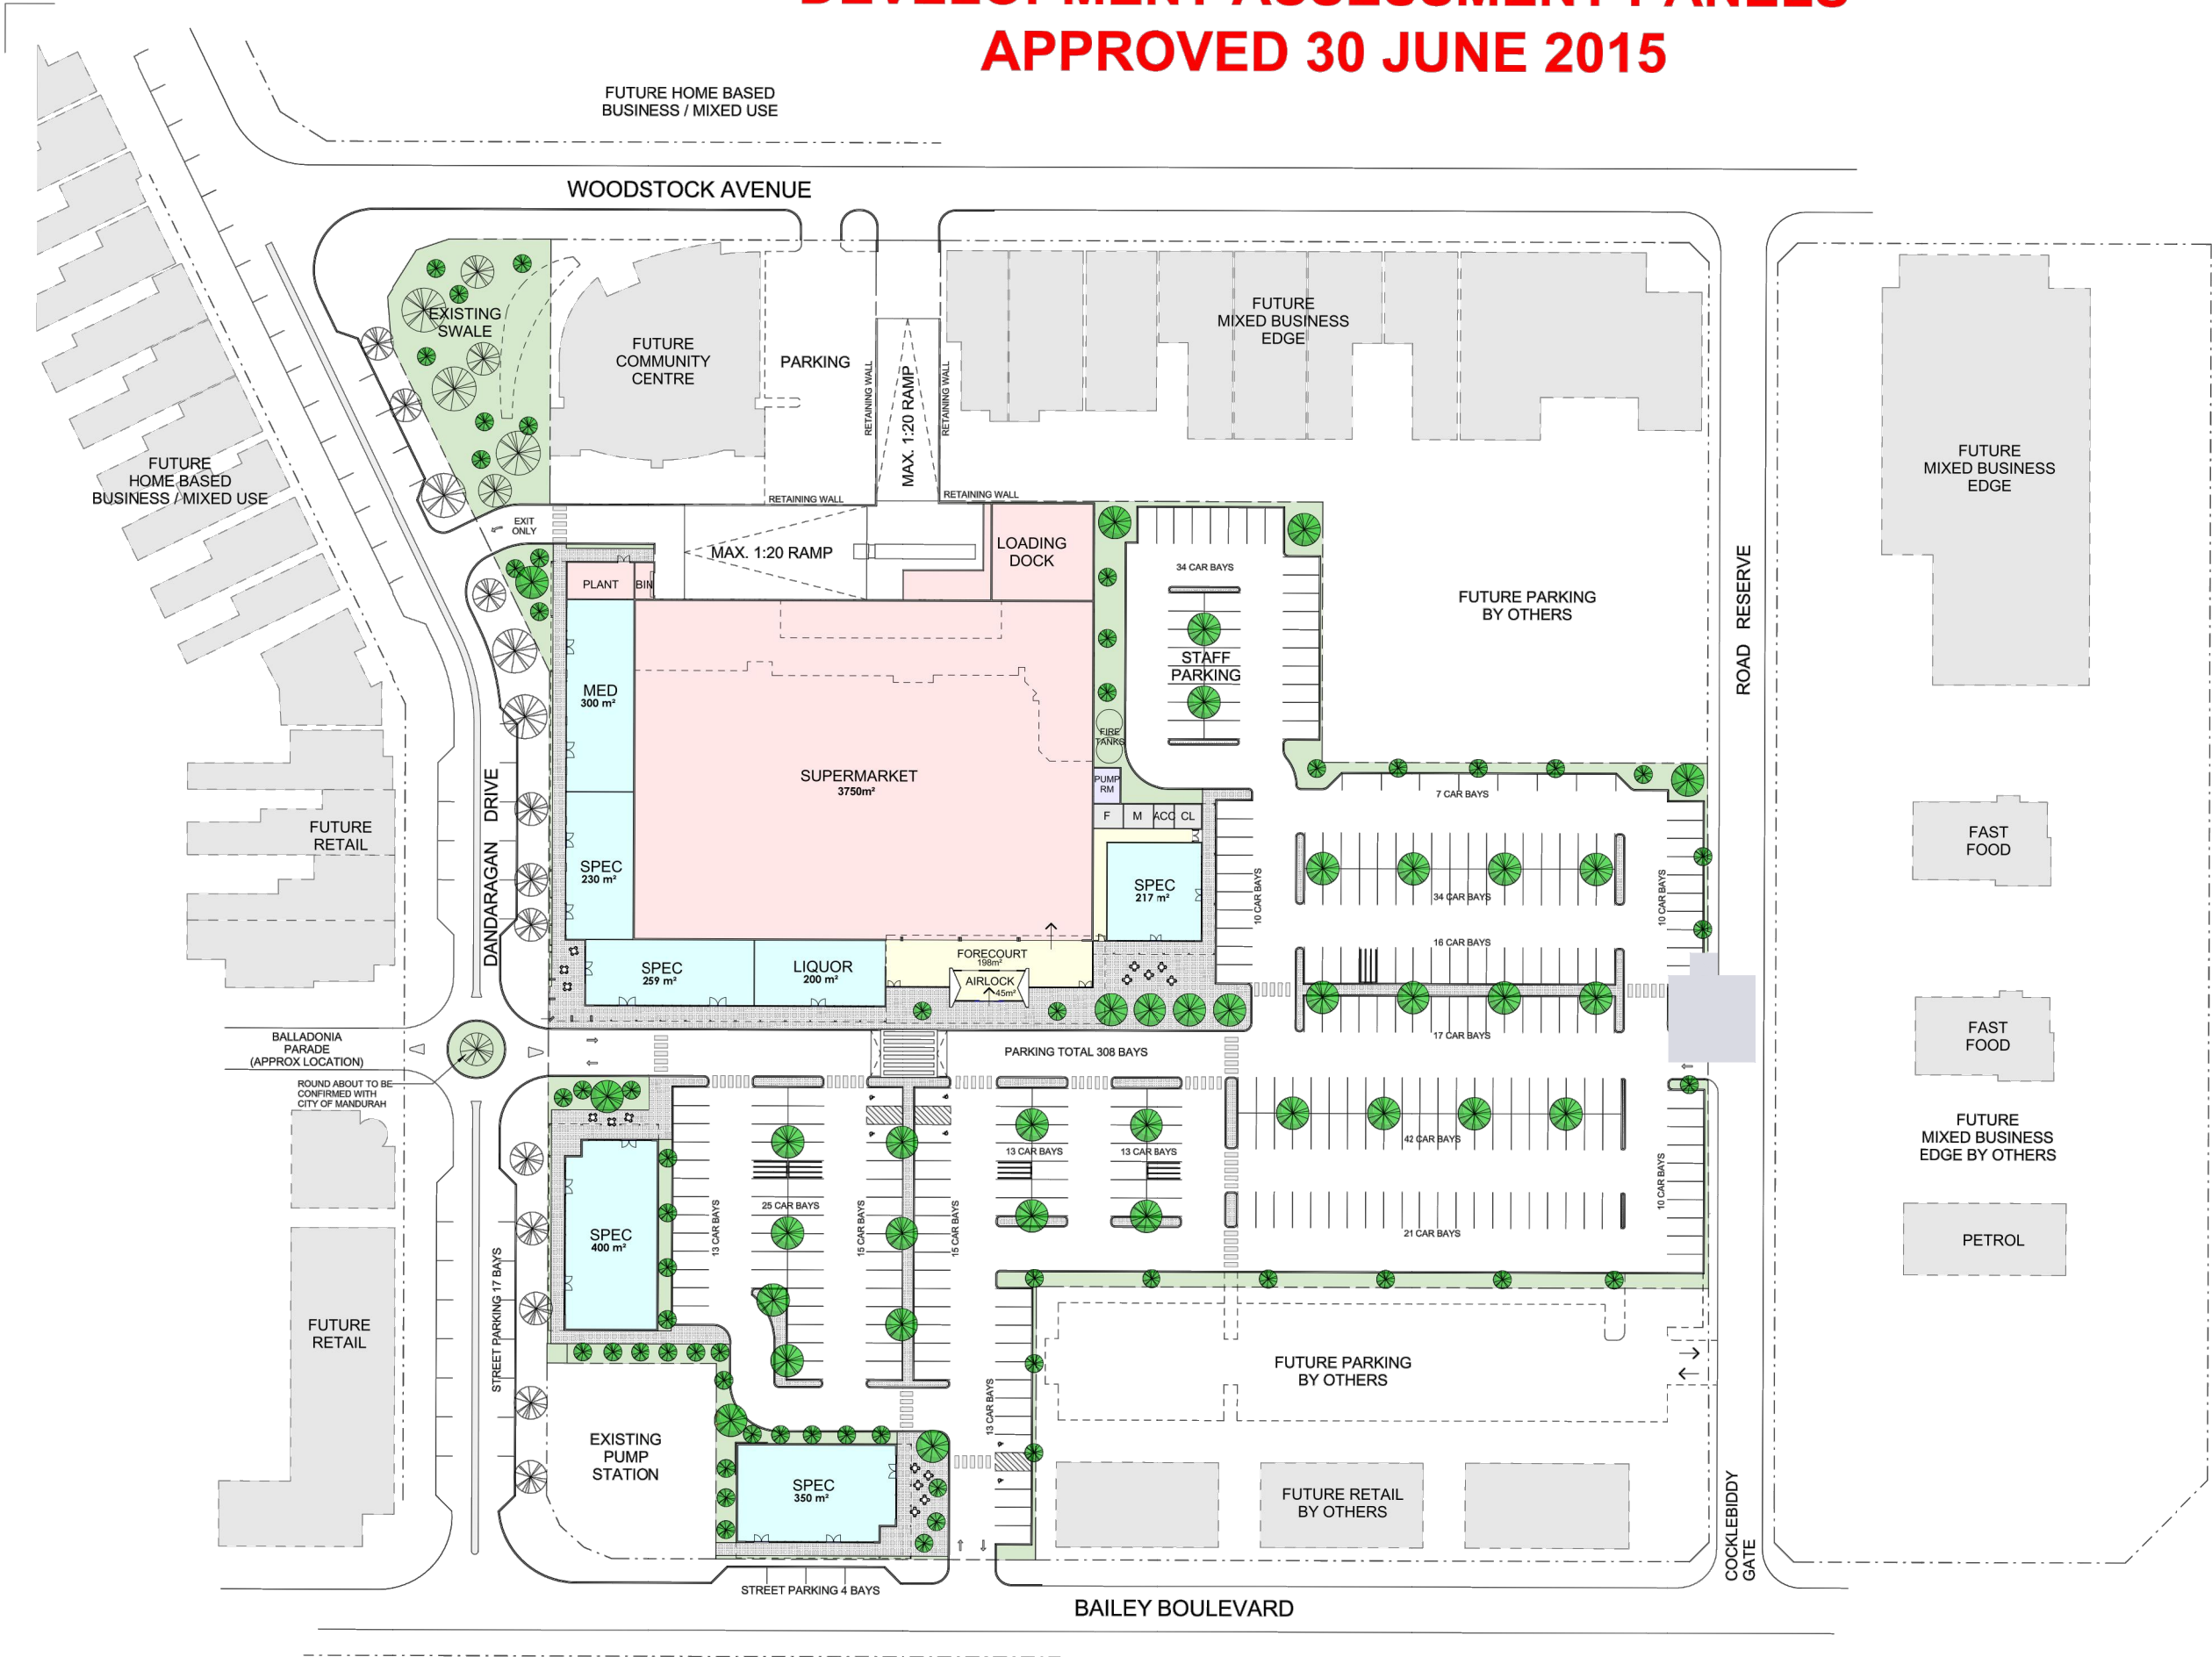 DEVELOPMENT ASSESSMENT PANELS
APPROVED 30 JUNE 2015
FUTURE HOME BASED
BUSINESS / MIXED USE
WOODSTOCK AVENUE
EXISTING
SWALE
FUTURE
COMMUNITY
CENTRE
PARKING
RETAINING WALL
MAX. 1:20 RAMP
RETAINING WALL
FUTURE
MIXED BUSINESS
EDGE
FUTURE
MIXED BUSINESS
EDGE
FUTURE
HOME BASED
BUSINESS / MIXED USE
RETAINING WALL
RETAINING WALL
EXIT
ONLY
MAX. 1:20 RAMP
LOADING
DOCK
PLANT
BIN
34 CAR BAYS
STAFF
PARKING
FUTURE PARKING
BY OTHERS
ROAD RESERVE
MED
300 m²
SUPERMARKET
3750m²
FIRE
TANKS
PUMP
RM
F
M
ACC
CL
7 CAR BAYS
DANDARAGAN DRIVE
FUTURE
RETAIL
SPEC
230 m²
SPEC
217 m²
10 CAR BAYS
34 CAR BAYS
10 CAR BAYS
FAST
FOOD
16 CAR BAYS
SPEC
259 m²
LIQUOR
200 m²
FORECOURT
198m²
AIRLOCK
45m²
17 CAR BAYS
FAST
FOOD
BALLADONIA
PARADE
(APPROX LOCATION)
PARKING TOTAL 308 BAYS
ROUND ABOUT TO BE
CONFIRMED WITH
CITY OF MANDURAH
FUTURE
MIXED BUSINESS
EDGE BY OTHERS
42 CAR BAYS
13 CAR BAYS
13 CAR BAYS
10 CAR BAYS
SPEC
400 m²
13 CAR BAYS
25 CAR BAYS
15 CAR BAYS
15 CAR BAYS
21 CAR BAYS
PETROL
STREET PARKING 17 BAYS
FUTURE
RETAIL
FUTURE PARKING
BY OTHERS
13 CAR BAYS
EXISTING
PUMP
STATION
SPEC
350 m²
FUTURE RETAIL
BY OTHERS
COCKLEBIDDY
GATE
STREET PARKING 4 BAYS
BAILEY BOULEVARD